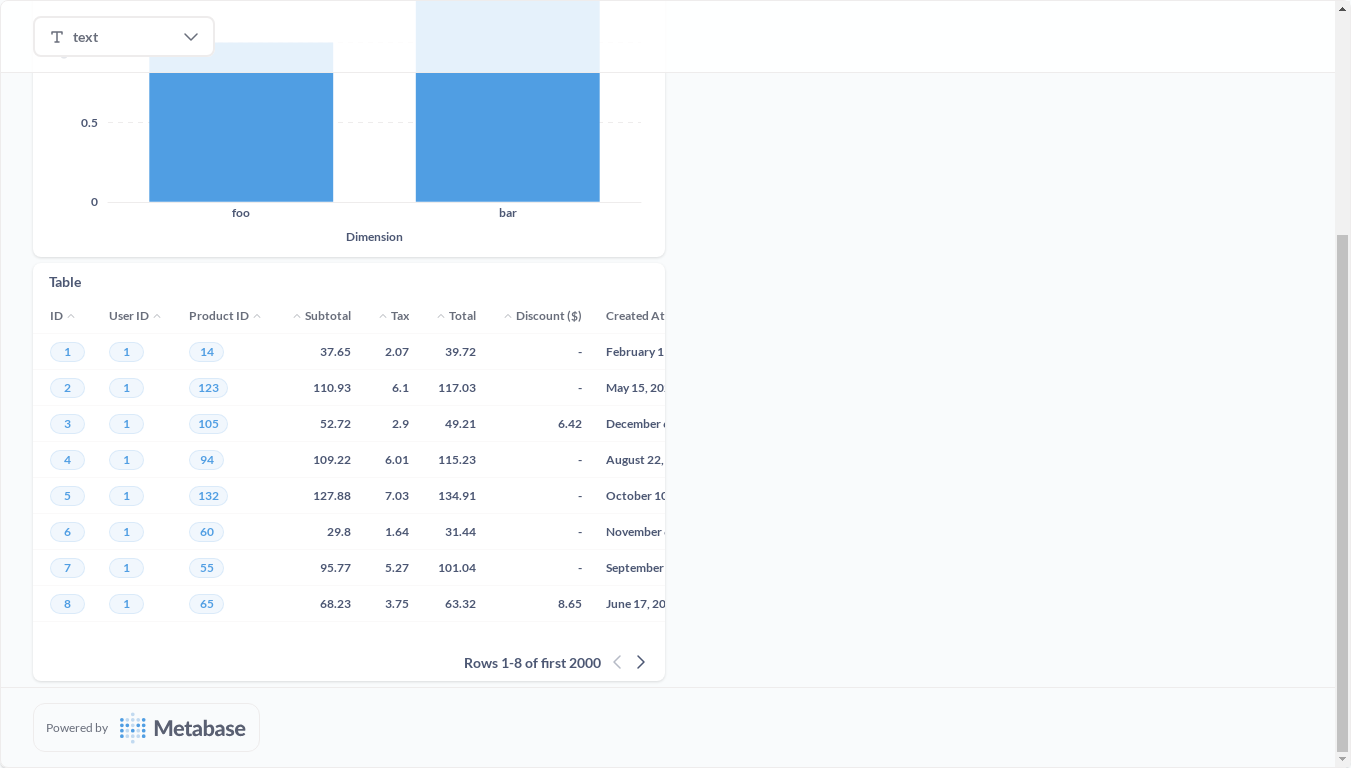 text
0.5
0
foo bar
Dimension
Table
ID User ID Product ID Subtotal Tax Total Discount ($) Created At
1 1 14 37.65 2.07 39.72 - February 1
2 1 123 110.93 6.1 117.03 - May 15, 20
3 1 105 52.72 2.9 49.21 6.42 December
4 1 94 109.22 6.01 115.23 - August 22,
5 1 132 127.88 7.03 134.91 - October 10
6 1 60 29.8 1.64 31.44 - November
7 1 55 95.77 5.27 101.04 - September
8 1 65 68.23 3.75 63.32 8.65 June 17, 20
Rows 1-8 of first 2000
Powered by Metabase